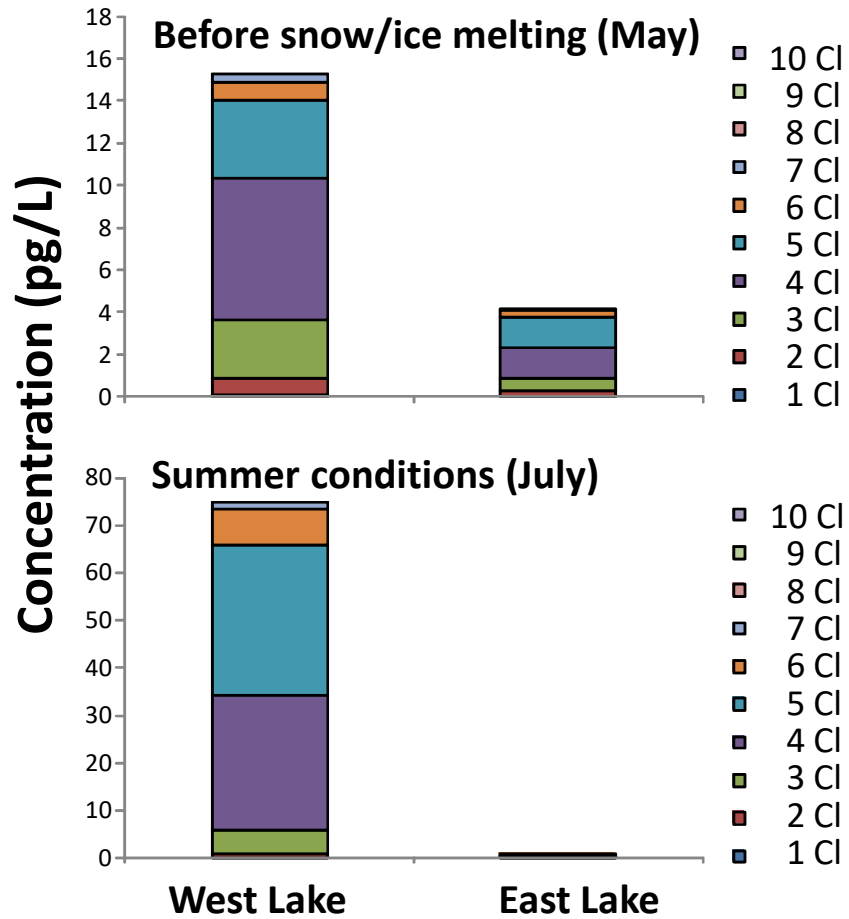 Concentration (pg/L)
Before snow/ice melting (May)
18
16
14
12
10
8
6
4
2
0
10 Cl
9 Cl
8 Cl
7 Cl
6 Cl
5 Cl
4 Cl
3 Cl
2 Cl
1 Cl
Summer conditions (July)
80
70
60
50
40
30
20
10
0
10 Cl
9 Cl
8 Cl
7 Cl
6 Cl
5 Cl
4 Cl
3 Cl
2 Cl
1 Cl
West Lake East Lake